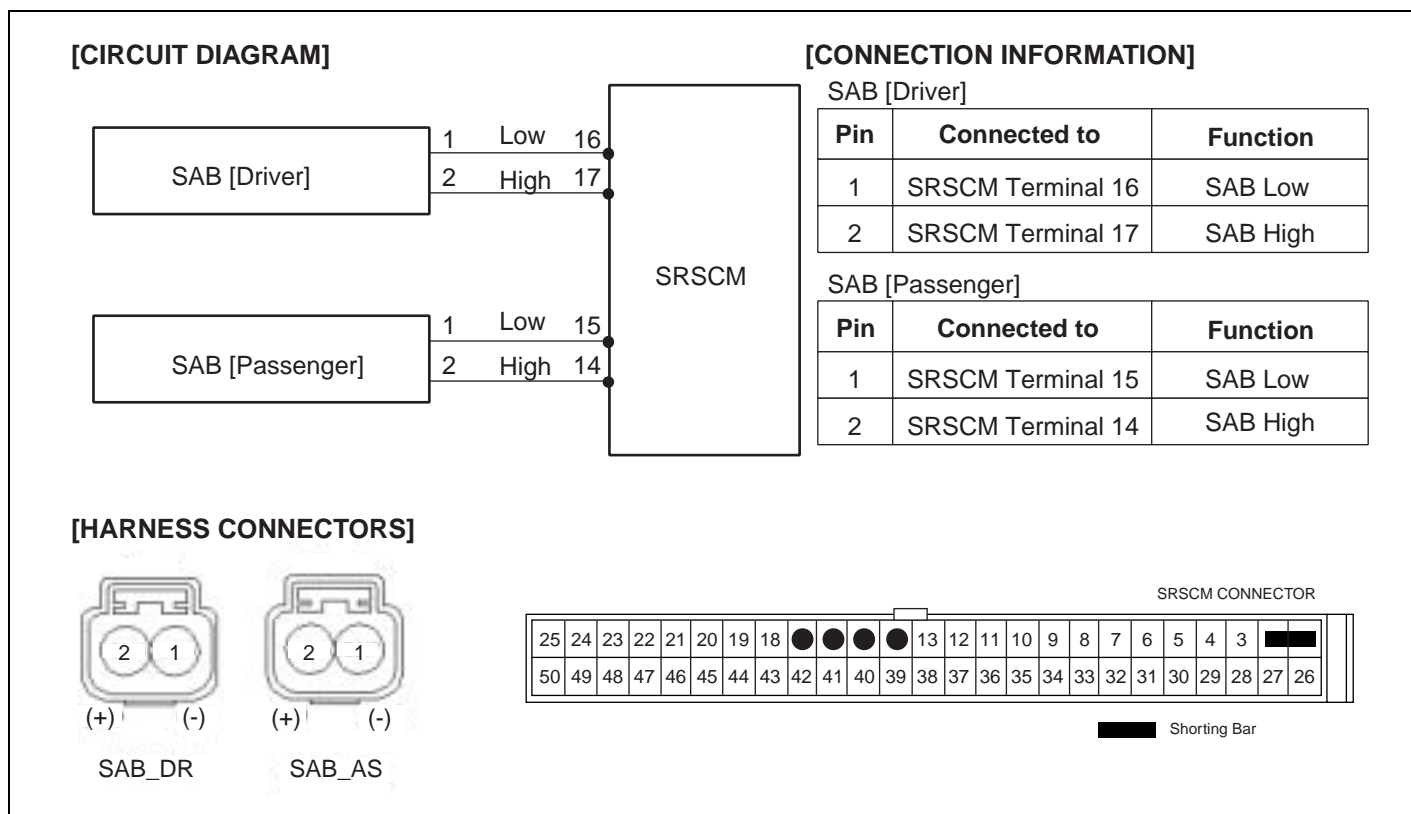 [CIRCUIT DIAGRAM]
SAB [Driver]
1 Low 16
2 High 17
SAB [Passenger]
1 Low 15
2 High 14
SRSCM
[CONNECTION INFORMATION]
SAB [Driver]
Pin Connected to Function
1 SRSCM Terminal 16 SAB Low
2 SRSCM Terminal 17 SAB High
SAB [Passenger]
Pin Connected to Function
1 SRSCM Terminal 15 SAB Low
2 SRSCM Terminal 14 SAB High
[HARNESS CONNECTORS]
2 1
(+) (-)
SAB_DR
2 1
(+) (-)
SAB_AS
SRSCM CONNECTOR
25 24 23 22 21 20 19 18 13 12 11 10 9 8 7 6 5 4 3
50 49 48 47 46 45 44 43 42 41 40 39 38 37 36 35 34 33 32 31 30 29 28 27 26
Shorting Bar